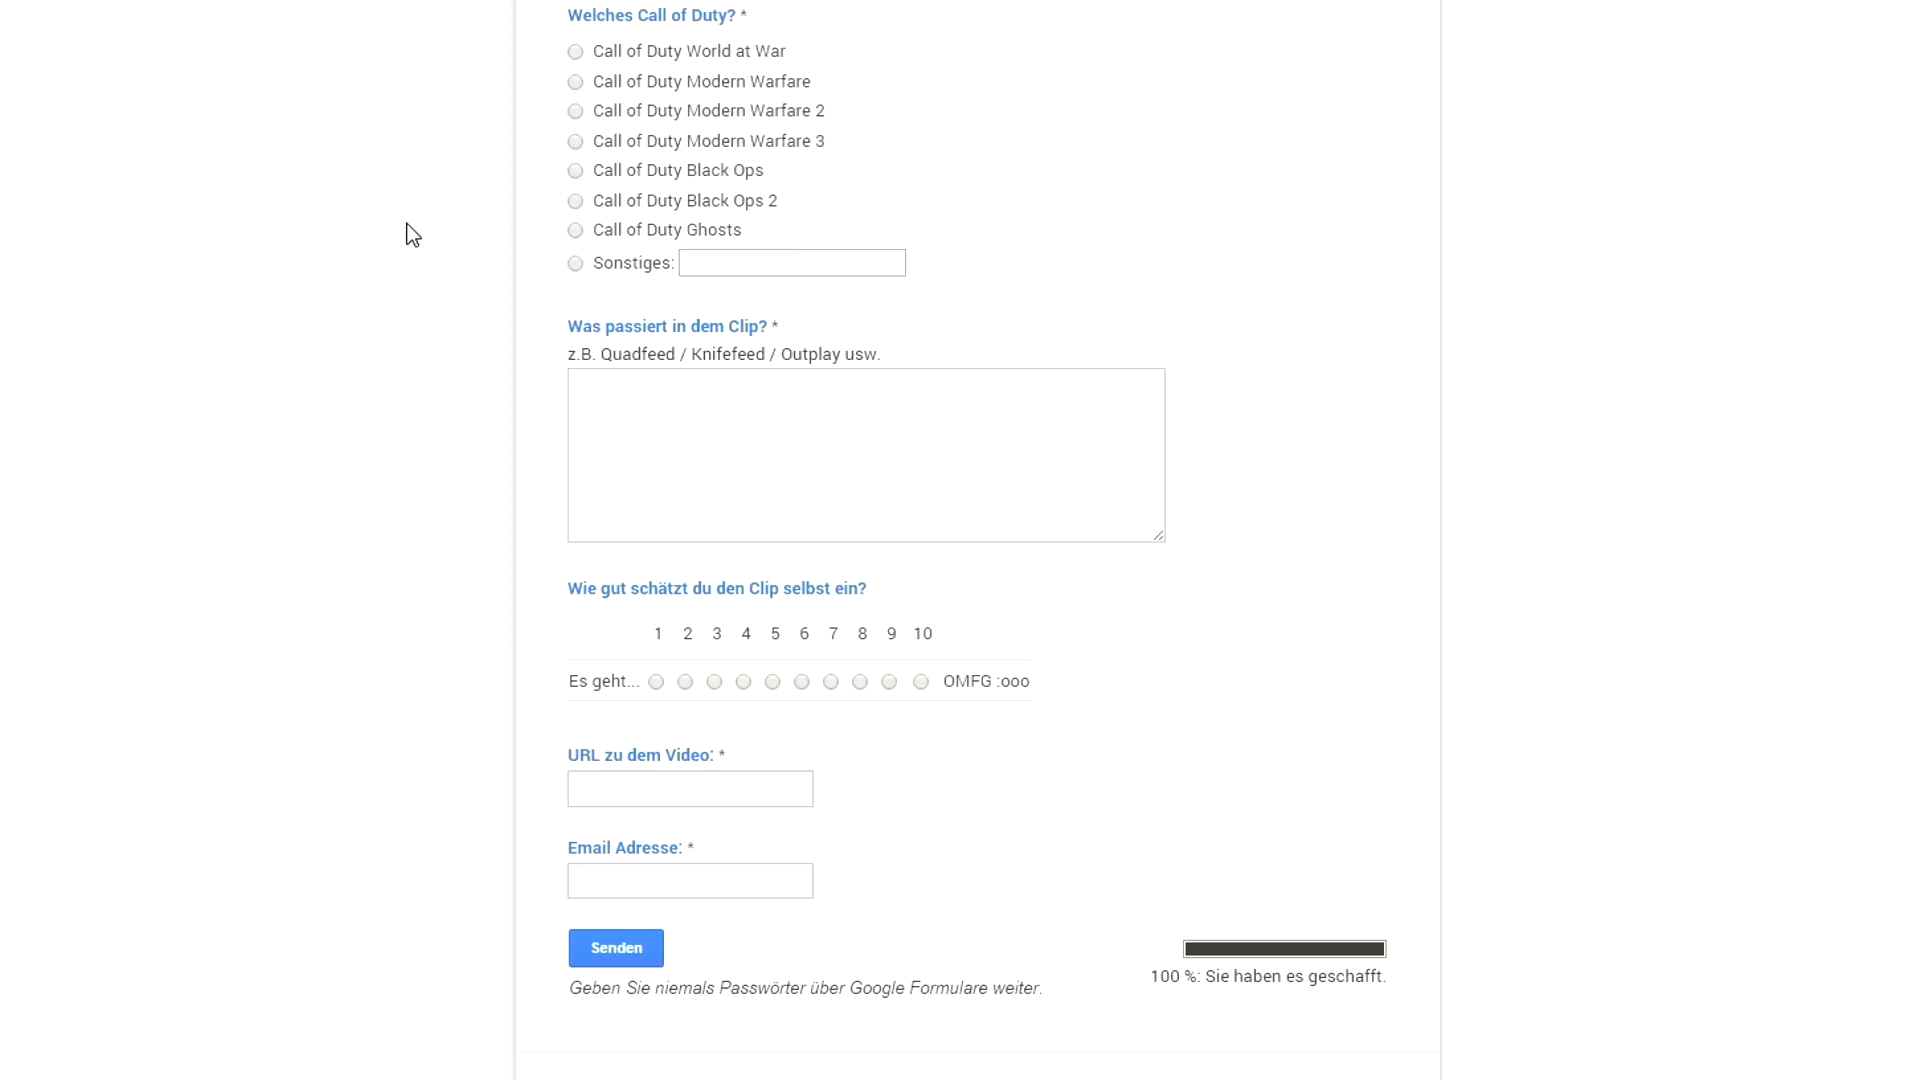 Welches Call of Duty? *
Call of Duty World at War
Call of Duty Modern Warfare
Call of Duty Modern Warfare 2
Call of Duty Modern Warfare 3
Call of Duty Black Ops
Call of Duty Black Ops 2
Call of Duty Ghosts
Sonstiges:
Was passiert in dem Clip? *
z.B. Quadfeed / Knifefeed / Outplay usw.
Wie gut schätzt du den Clip selbst ein?
1 2 3 4 5 6 7 8 9 10
Es geht... OMFG :ooo
URL zu dem Video: *
Email Adresse: *
Senden
100 %: Sie haben es geschafft.
Geben Sie niemals Passwörter über Google Formulare weiter.